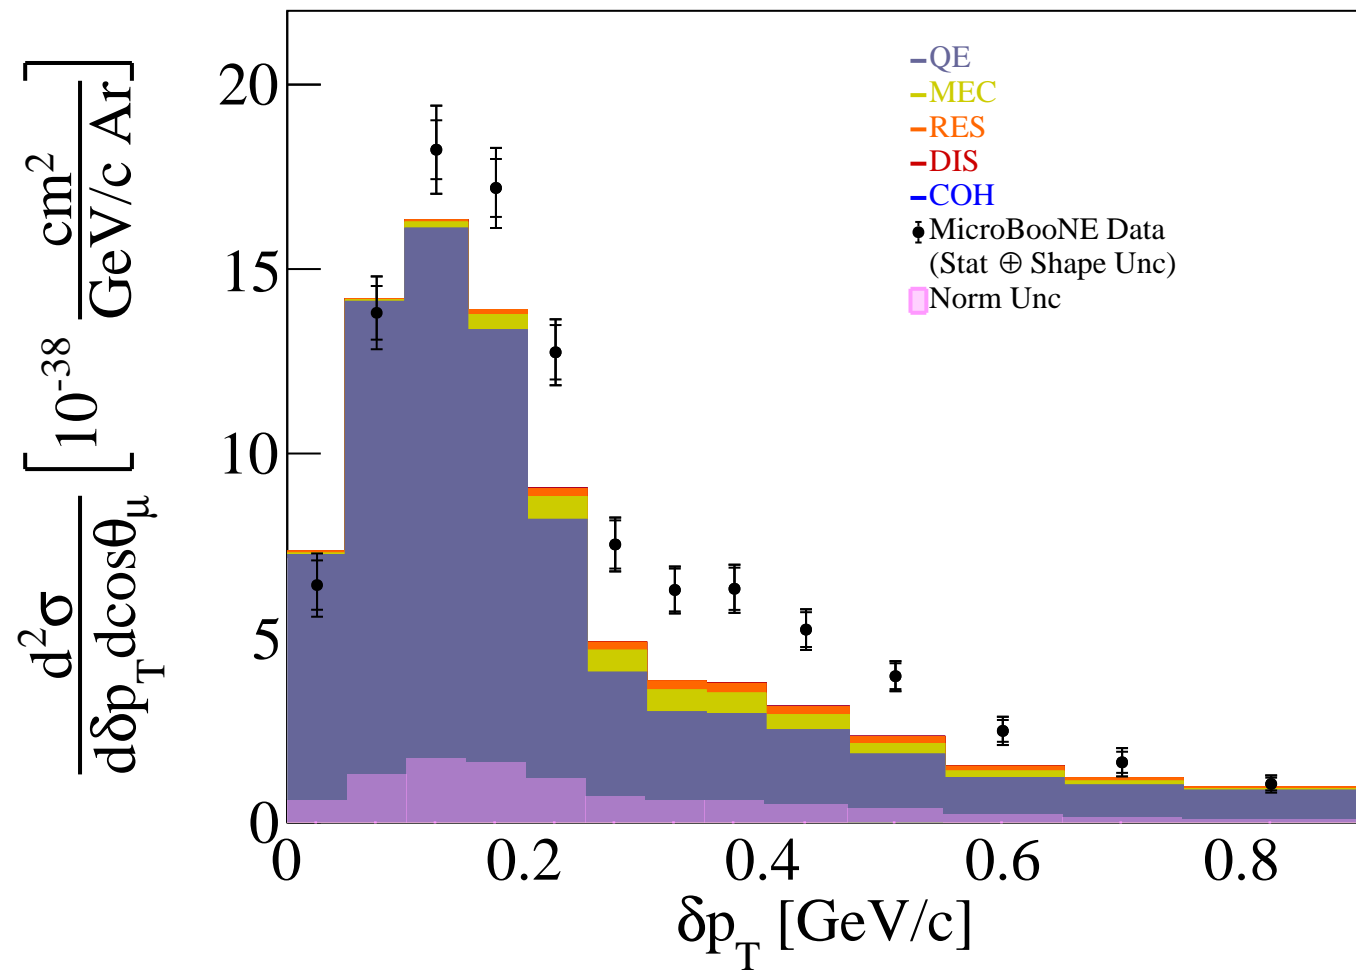 d²σ / dδp_T dcosθ_μ [10⁻³⁸ cm² / GeV/c Ar]
20
15
10
5
0
QE
MEC
RES
DIS
COH
MicroBooNE Data
(Stat ⊕ Shape Unc)
Norm Unc
0 0.2 0.4 0.6 0.8
δp_T [GeV/c]